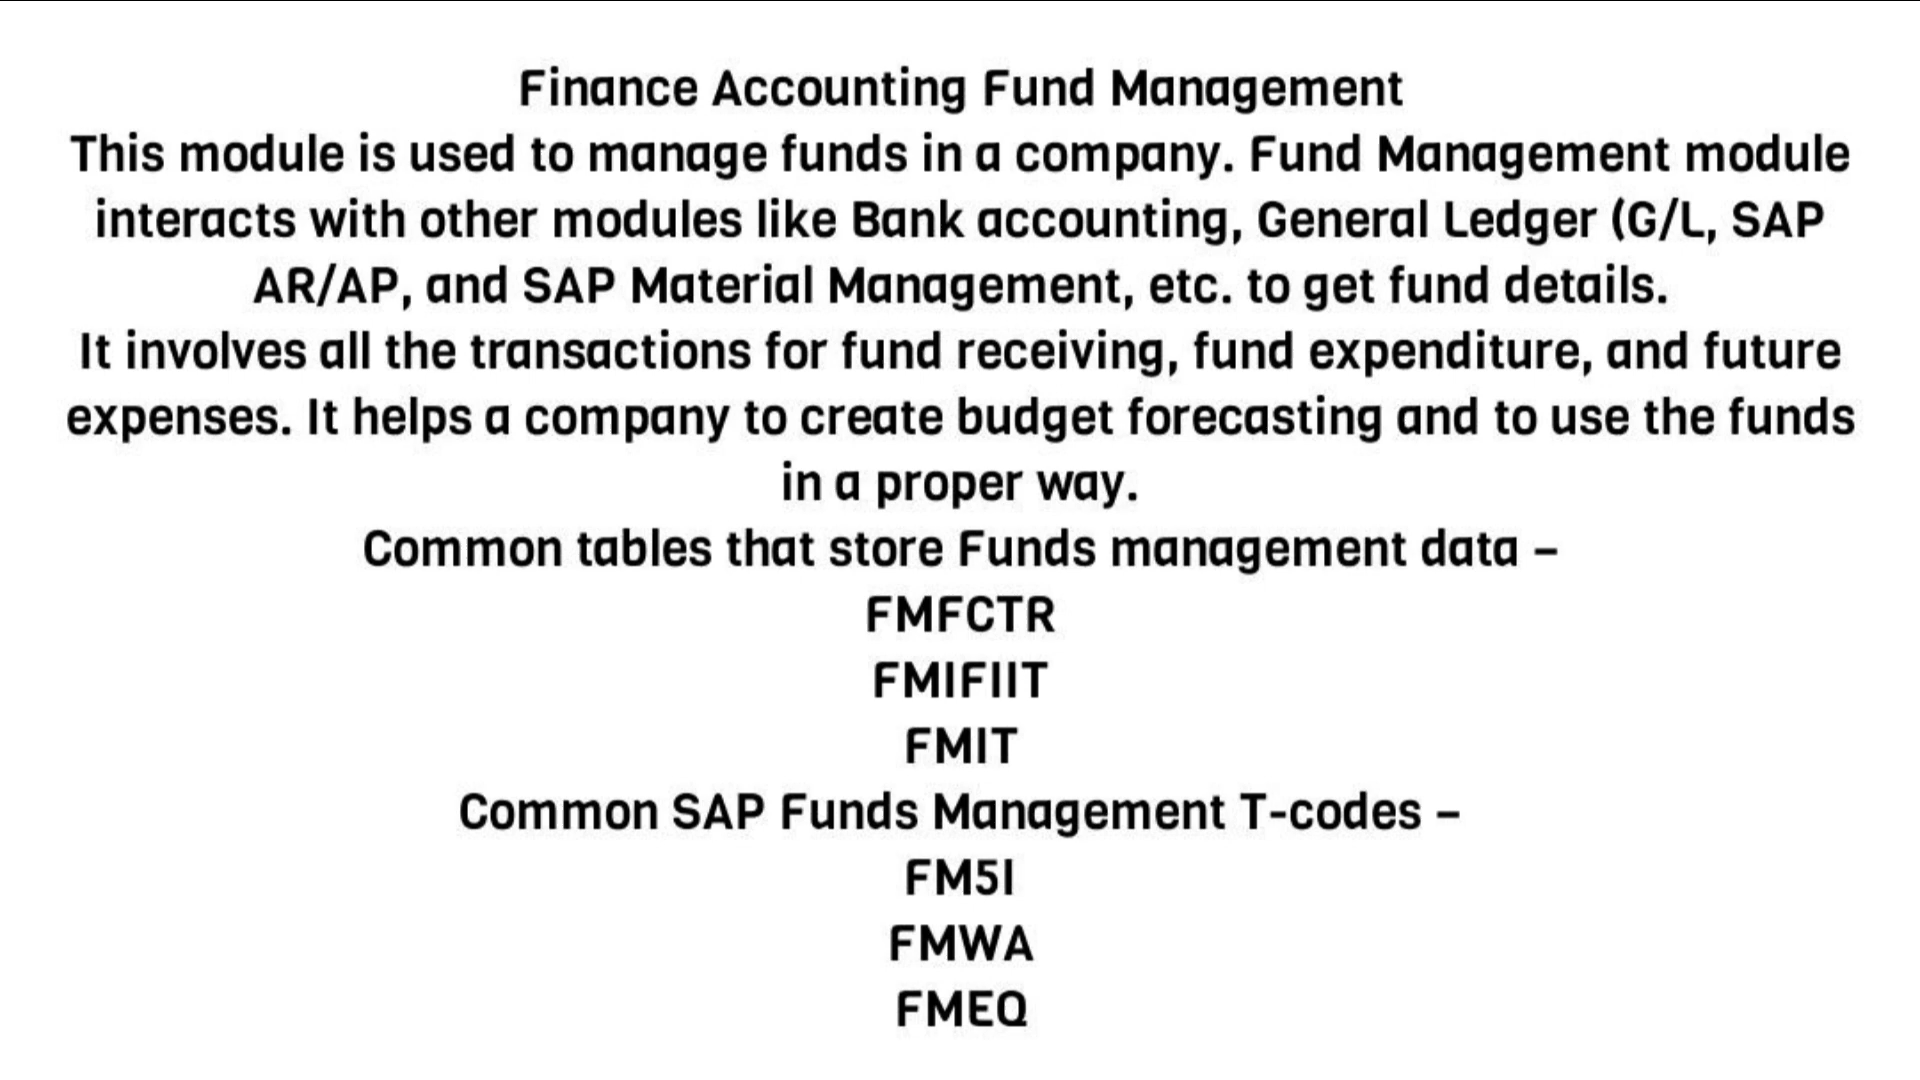 Finance Accounting Fund Management
This module is used to manage funds in a company. Fund Management module
interacts with other modules like Bank accounting, General Ledger (G/L, SAP
AR/AP, and SAP Material Management, etc. to get fund details.
It involves all the transactions for fund receiving, fund expenditure, and future
expenses. It helps a company to create budget forecasting and to use the funds
in a proper way.
Common tables that store Funds management data –
FMFCTR
FMIFIIT
FMIT
Common SAP Funds Management T-codes –
FM5I
FMWA
FMEQ